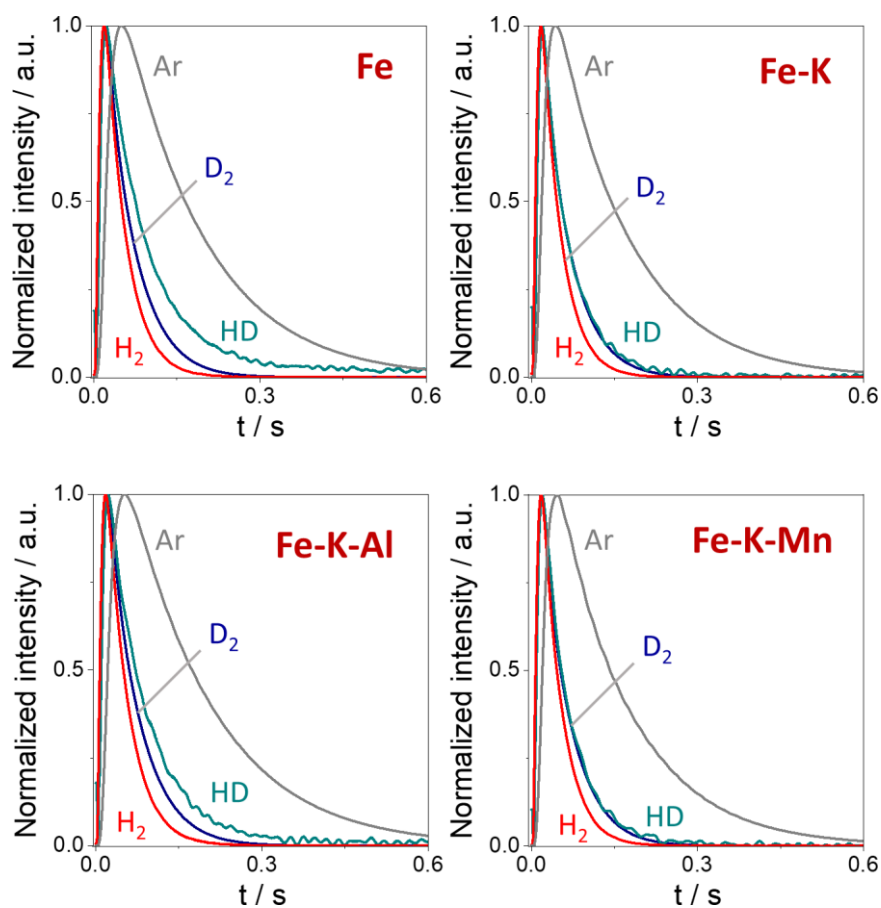 Normalized intensity / a.u.
1.0
0.5
0.0
Fe
Ar
D₂
HD
H₂
0.0 0.3 0.6
t / s
Normalized intensity / a.u.
1.0
0.5
0.0
Fe-K
Ar
D₂
HD
H₂
0.0 0.3 0.6
t / s
Normalized intensity / a.u.
1.0
0.5
0.0
Fe-K-Al
Ar
D₂
HD
H₂
0.0 0.3 0.6
t / s
Normalized intensity / a.u.
1.0
0.5
0.0
Fe-K-Mn
Ar
D₂
HD
H₂
0.0 0.3 0.6
t / s